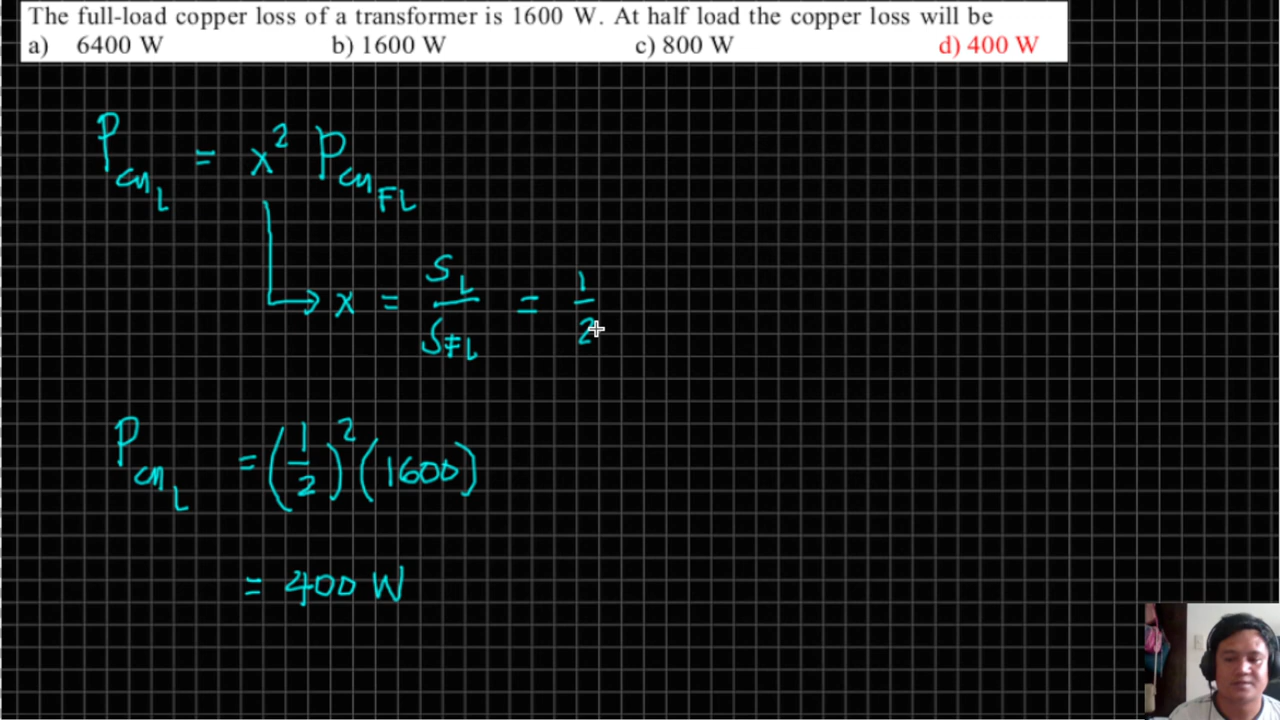 The full-load copper loss of a transformer is 1600 W. At half load the copper loss will be
a) 6400 W b) 1600 W c) 800 W d) 400 W
P_cu_L = x² P_cu_FL
x = S_L / S_FL = 1/2
P_cu_L = (1/2)² (1600)
= 400 W